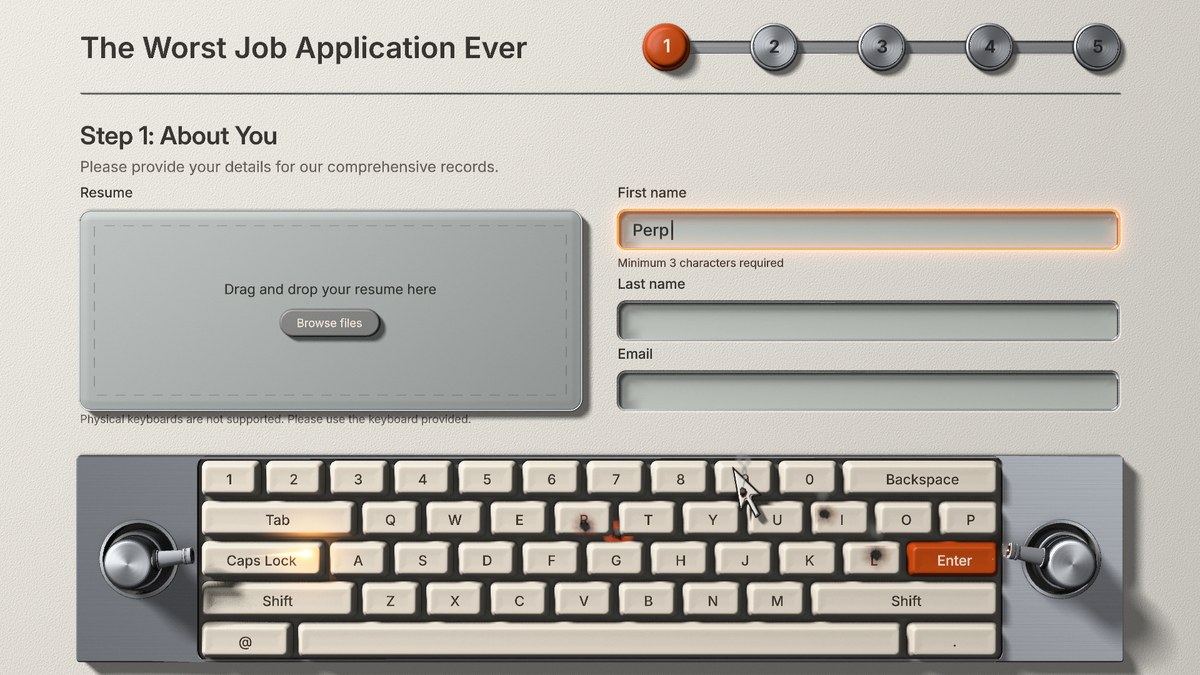 The Worst Job Application Ever
1 2 3 4 5
Step 1: About You
Please provide your details for our comprehensive records.
Resume
Drag and drop your resume here
Browse files
Physical keyboards are not supported. Please use the keyboard provided.
First name
Perp
Minimum 3 characters required
Last name
Email
1 2 3 4 5 6 7 8 9 0 Backspace
Tab Q W E R T Y U I O P
Caps Lock A S D F G H J K L Enter
Shift Z X C V B N M Shift
@ .